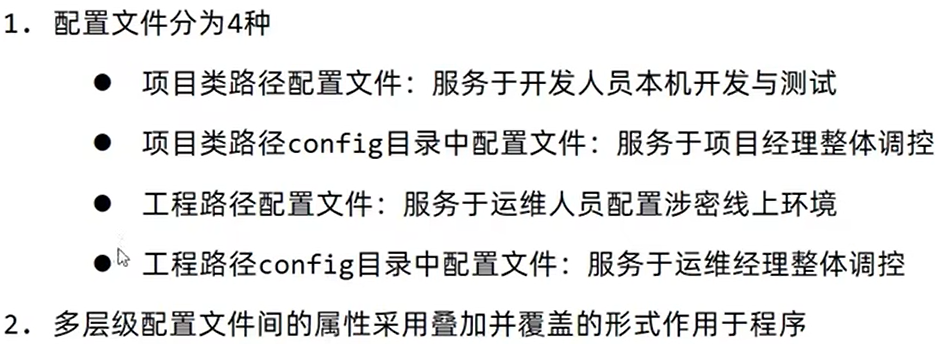 1. 配置文件分为4种
● 项目类路径配置文件：服务于开发人员本机开发与测试
● 项目类路径config目录中配置文件：服务于项目经理整体调控
● 工程路径配置文件：服务于运维人员配置涉密线上环境
● 工程路径config目录中配置文件：服务于运维经理整体调控
2. 多层级配置文件间的属性采用叠加并覆盖的形式作用于程序